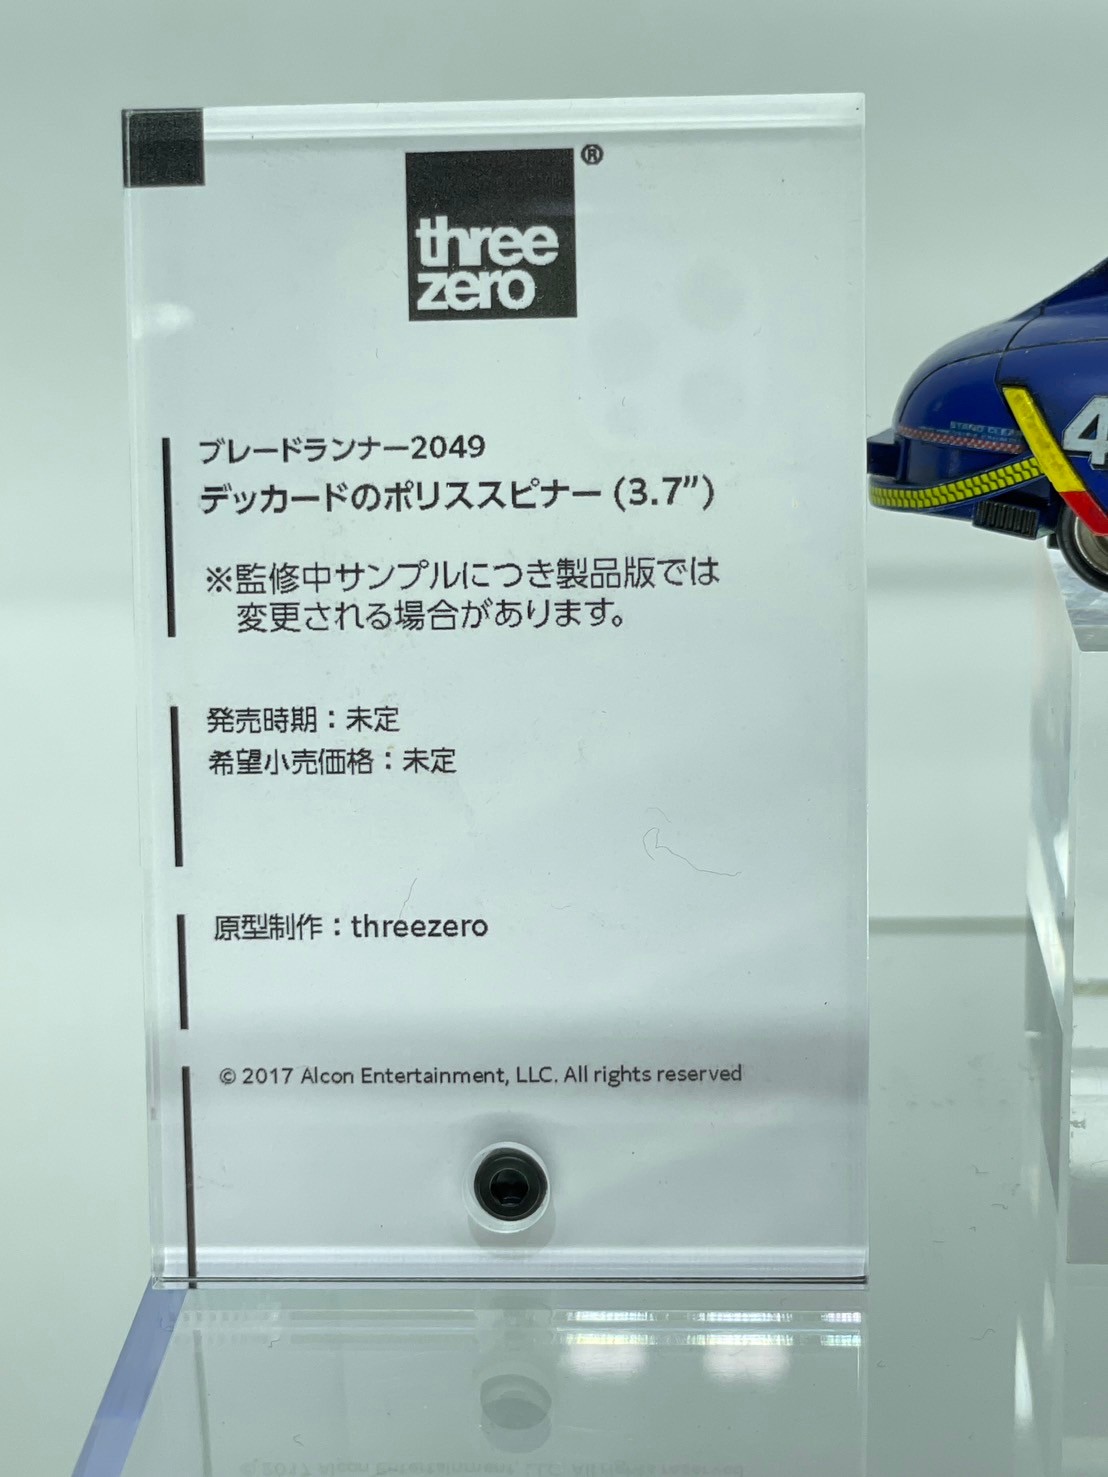 three
zero
®
ブレードランナー2049
デッカードのポリススピナー (3.7”)
※監修中サンプルにつき製品版では
変更される場合があります。
発売時期：未定
希望小売価格：未定
原型制作：threezero
© 2017 Alcon Entertainment, LLC. All rights reserved
4